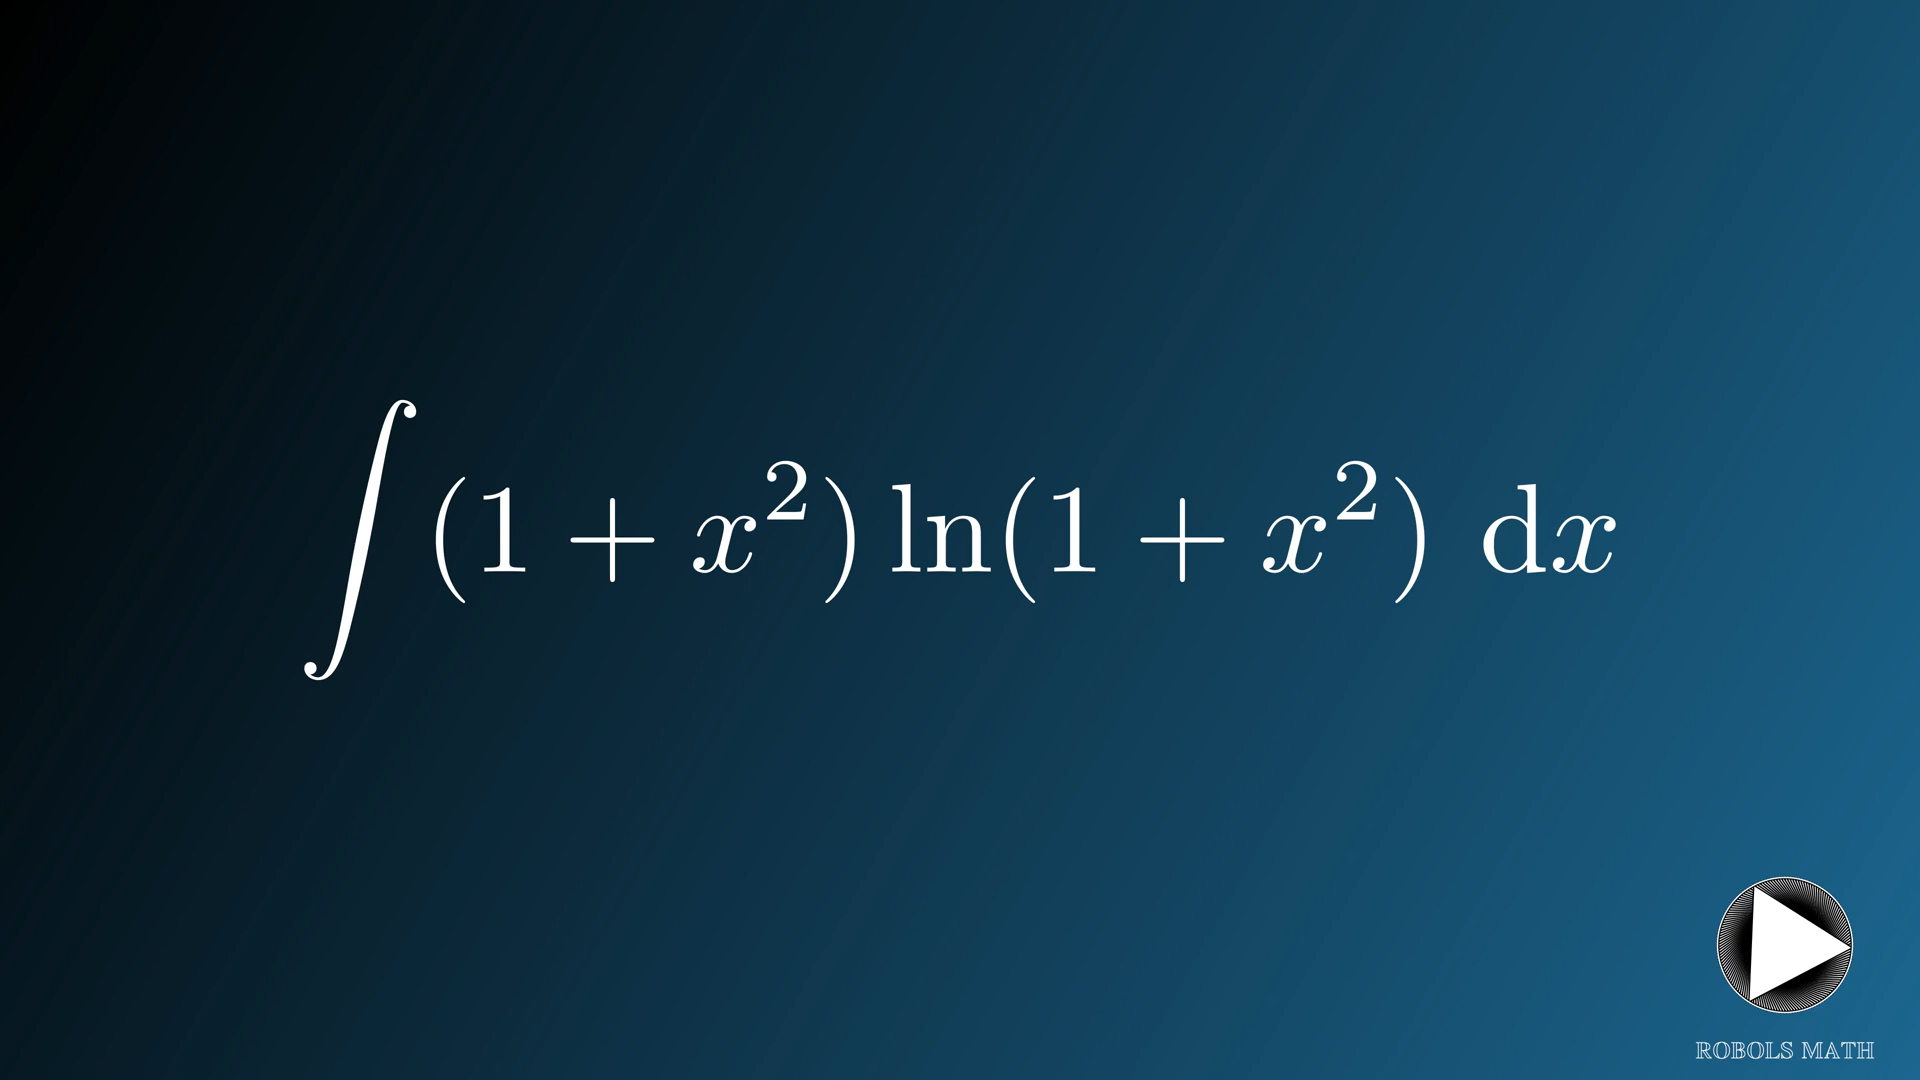 ∫(1 + x²) ln(1 + x²) dx
ROBOLS MATH